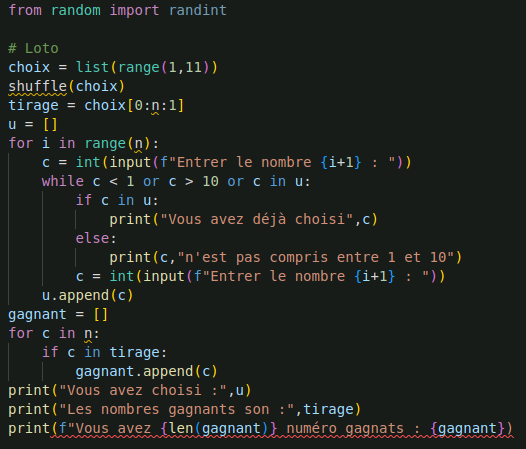 from random import randint
# Loto
choix = list(range(1,11))
shuffle(choix)
tirage = choix[0:n:1]
u = []
for i in range(n):
    c = int(input(f"Entrer le nombre {i+1} : "))
    while c < 1 or c > 10 or c in u:
        if c in u:
            print("Vous avez déjà choisi",c)
        else:
            print(c,"n'est pas compris entre 1 et 10")
        c = int(input(f"Entrer le nombre {i+1} : "))
    u.append(c)
gagnant = []
for c in n:
    if c in tirage:
        gagnant.append(c)
print("Vous avez choisi :",u)
print("Les nombres gagnants son :",tirage)
print(f"Vous avez {len(gagnant)} numéro gagnats : {gagnant})